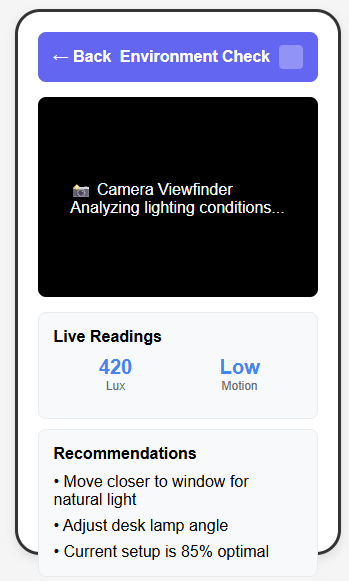 ← Back Environment Check
📷 Camera Viewfinder
Analyzing lighting conditions...
Live Readings
420 Low
Lux Motion
Recommendations
• Move closer to window for
natural light
• Adjust desk lamp angle
• Current setup is 85% optimal